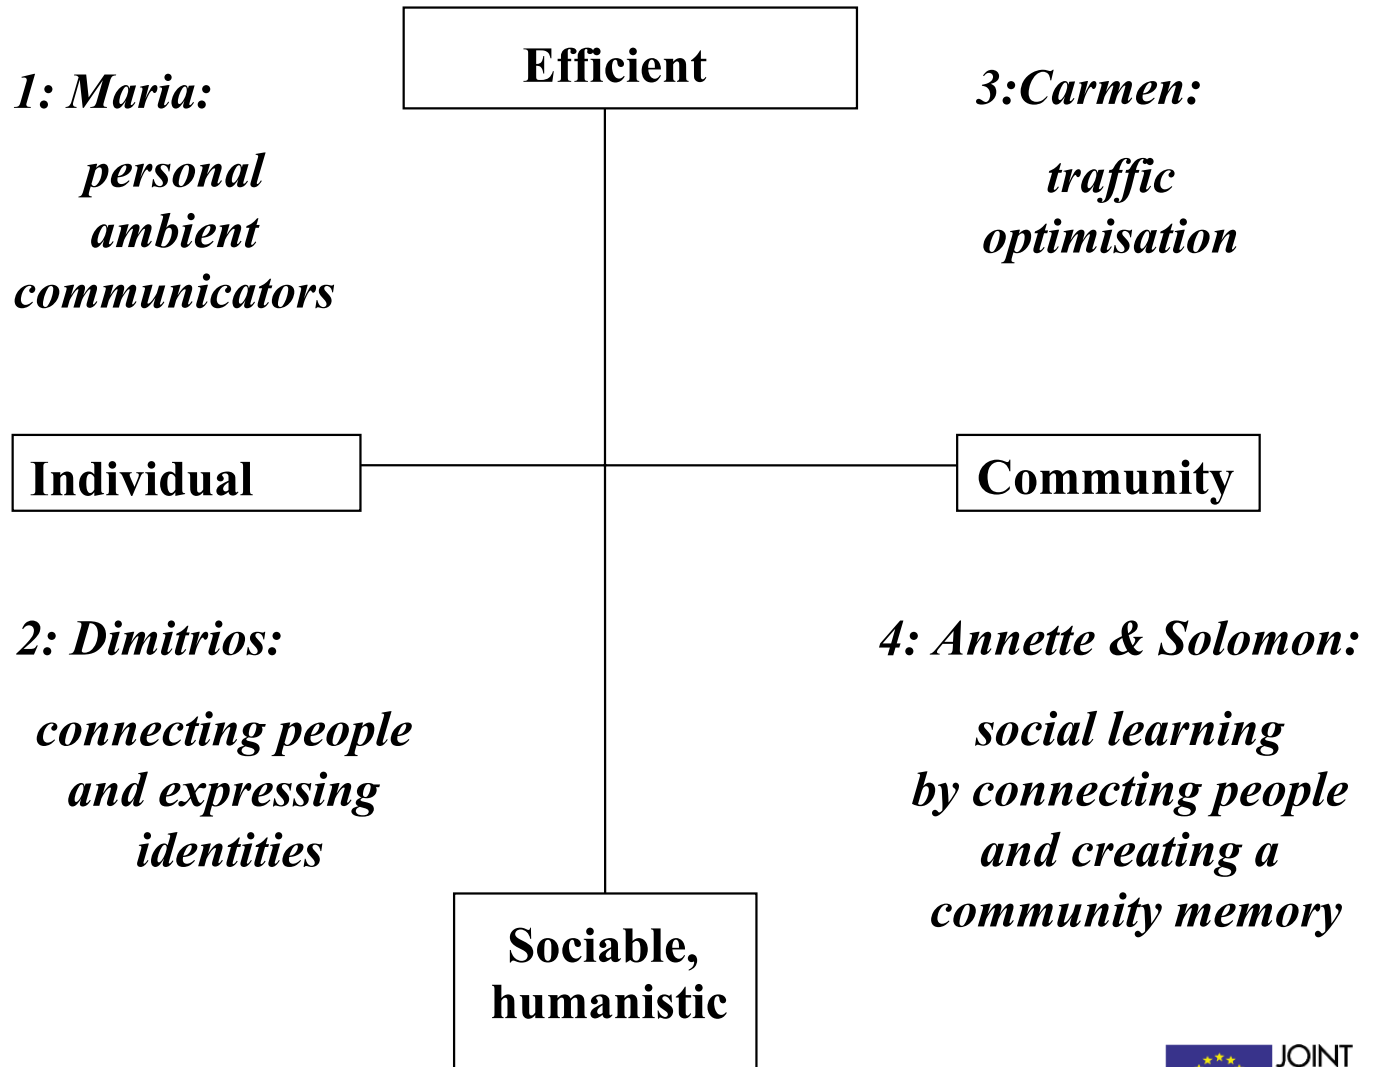 Efficient
1: Maria:
personal
ambient
communicators
3:Carmen:
traffic
optimisation
Individual
Community
2: Dimitrios:
connecting people
and expressing
identities
4: Annette & Solomon:
social learning
by connecting people
and creating a
community memory
Sociable,
humanistic
JOINT